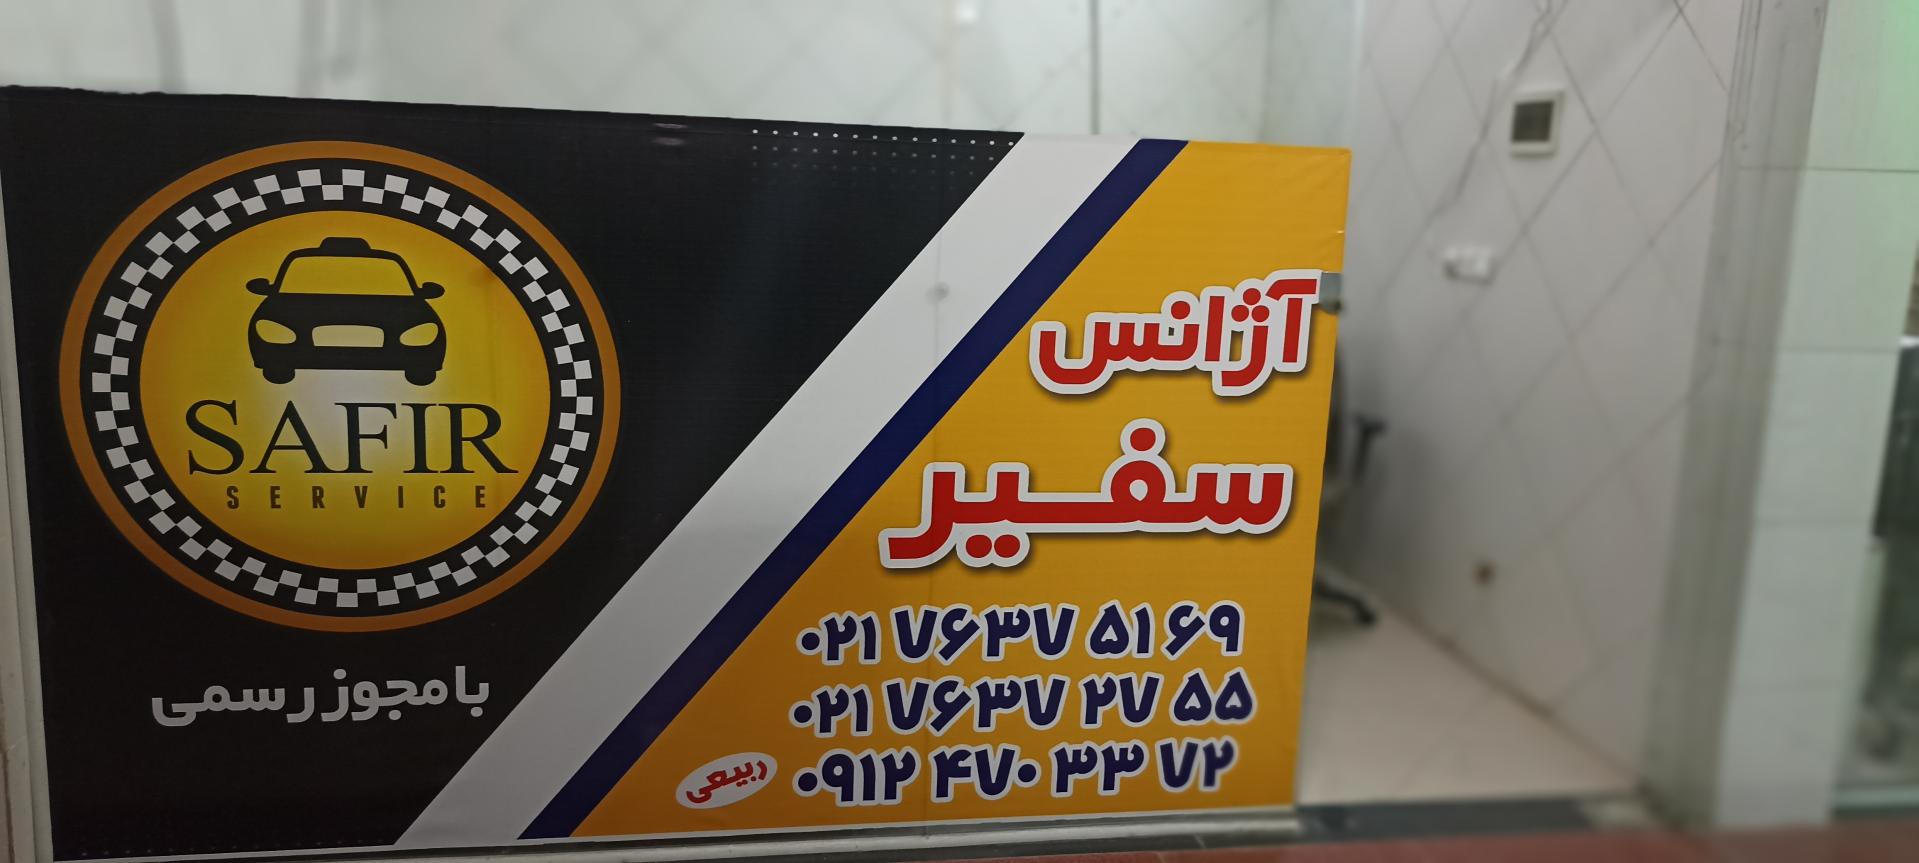 SAFIR
SERVICE
بامجوز رسمی
آژانس
سفیر
۰۲۱ ۷۶۳۷ ۵۱ ۶۹
۰۲۱ ۷۶۳۷ ۲۷ ۵۵
۰۹۱۲ ۴۷۰ ۳۳ ۷۲
ربیعی